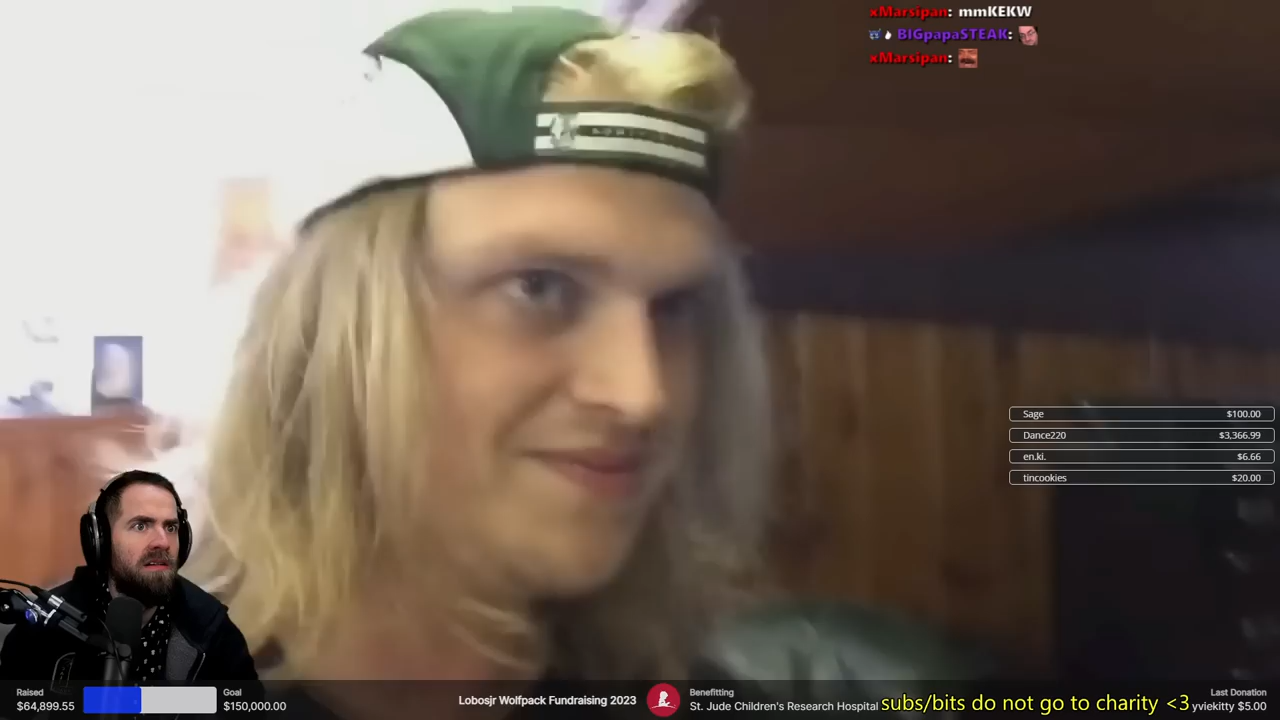 xMarsipan: mmKEKW
BIGpapaSTEAK:
xMarsipan:
Sage $100.00
Dance220 $3,366.99
en.ki. $6.66
tincookies $20.00
Raised
$64,899.55
Goal
$150,000.00
Lobosjr Wolfpack Fundraising 2023
Benefitting
St. Jude Children's Research Hospital
subs/bits do not go to charity <3
Last Donation
yviekitty $5.00